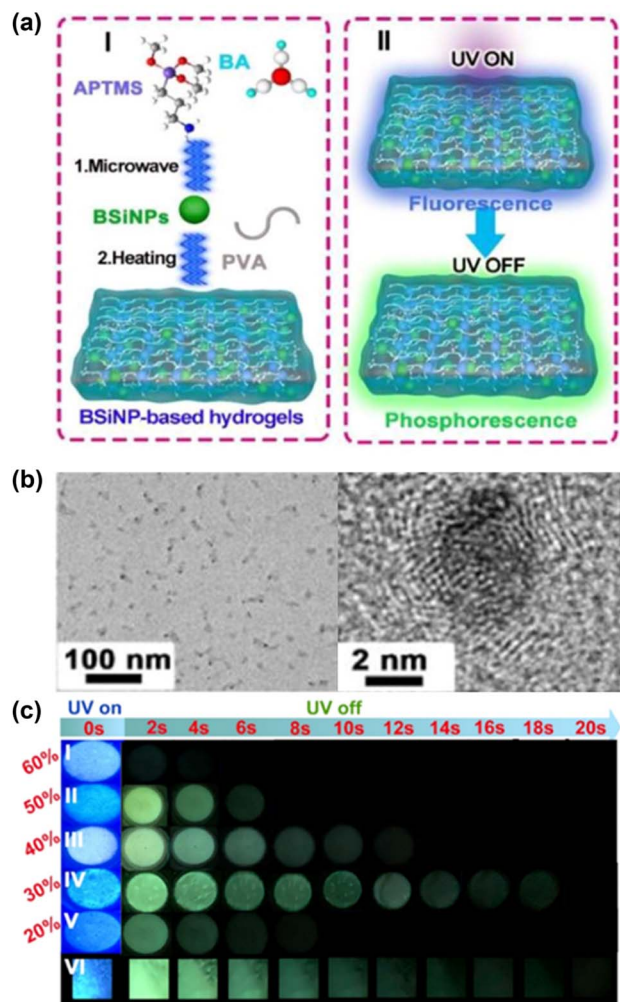 (a)
I
APTMS
BA
1.Microwave
BSiNPs
2.Heating
PVA
BSiNP-based hydrogels
II
UV ON
Fluorescence
UV OFF
Phosphorescence
(b)
100 nm
2 nm
(c)
UV on
UV off
0s 2s 4s 6s 8s 10s 12s 14s 16s 18s 20s
60% I
50% II
40% III
30% IV
20% V
VI